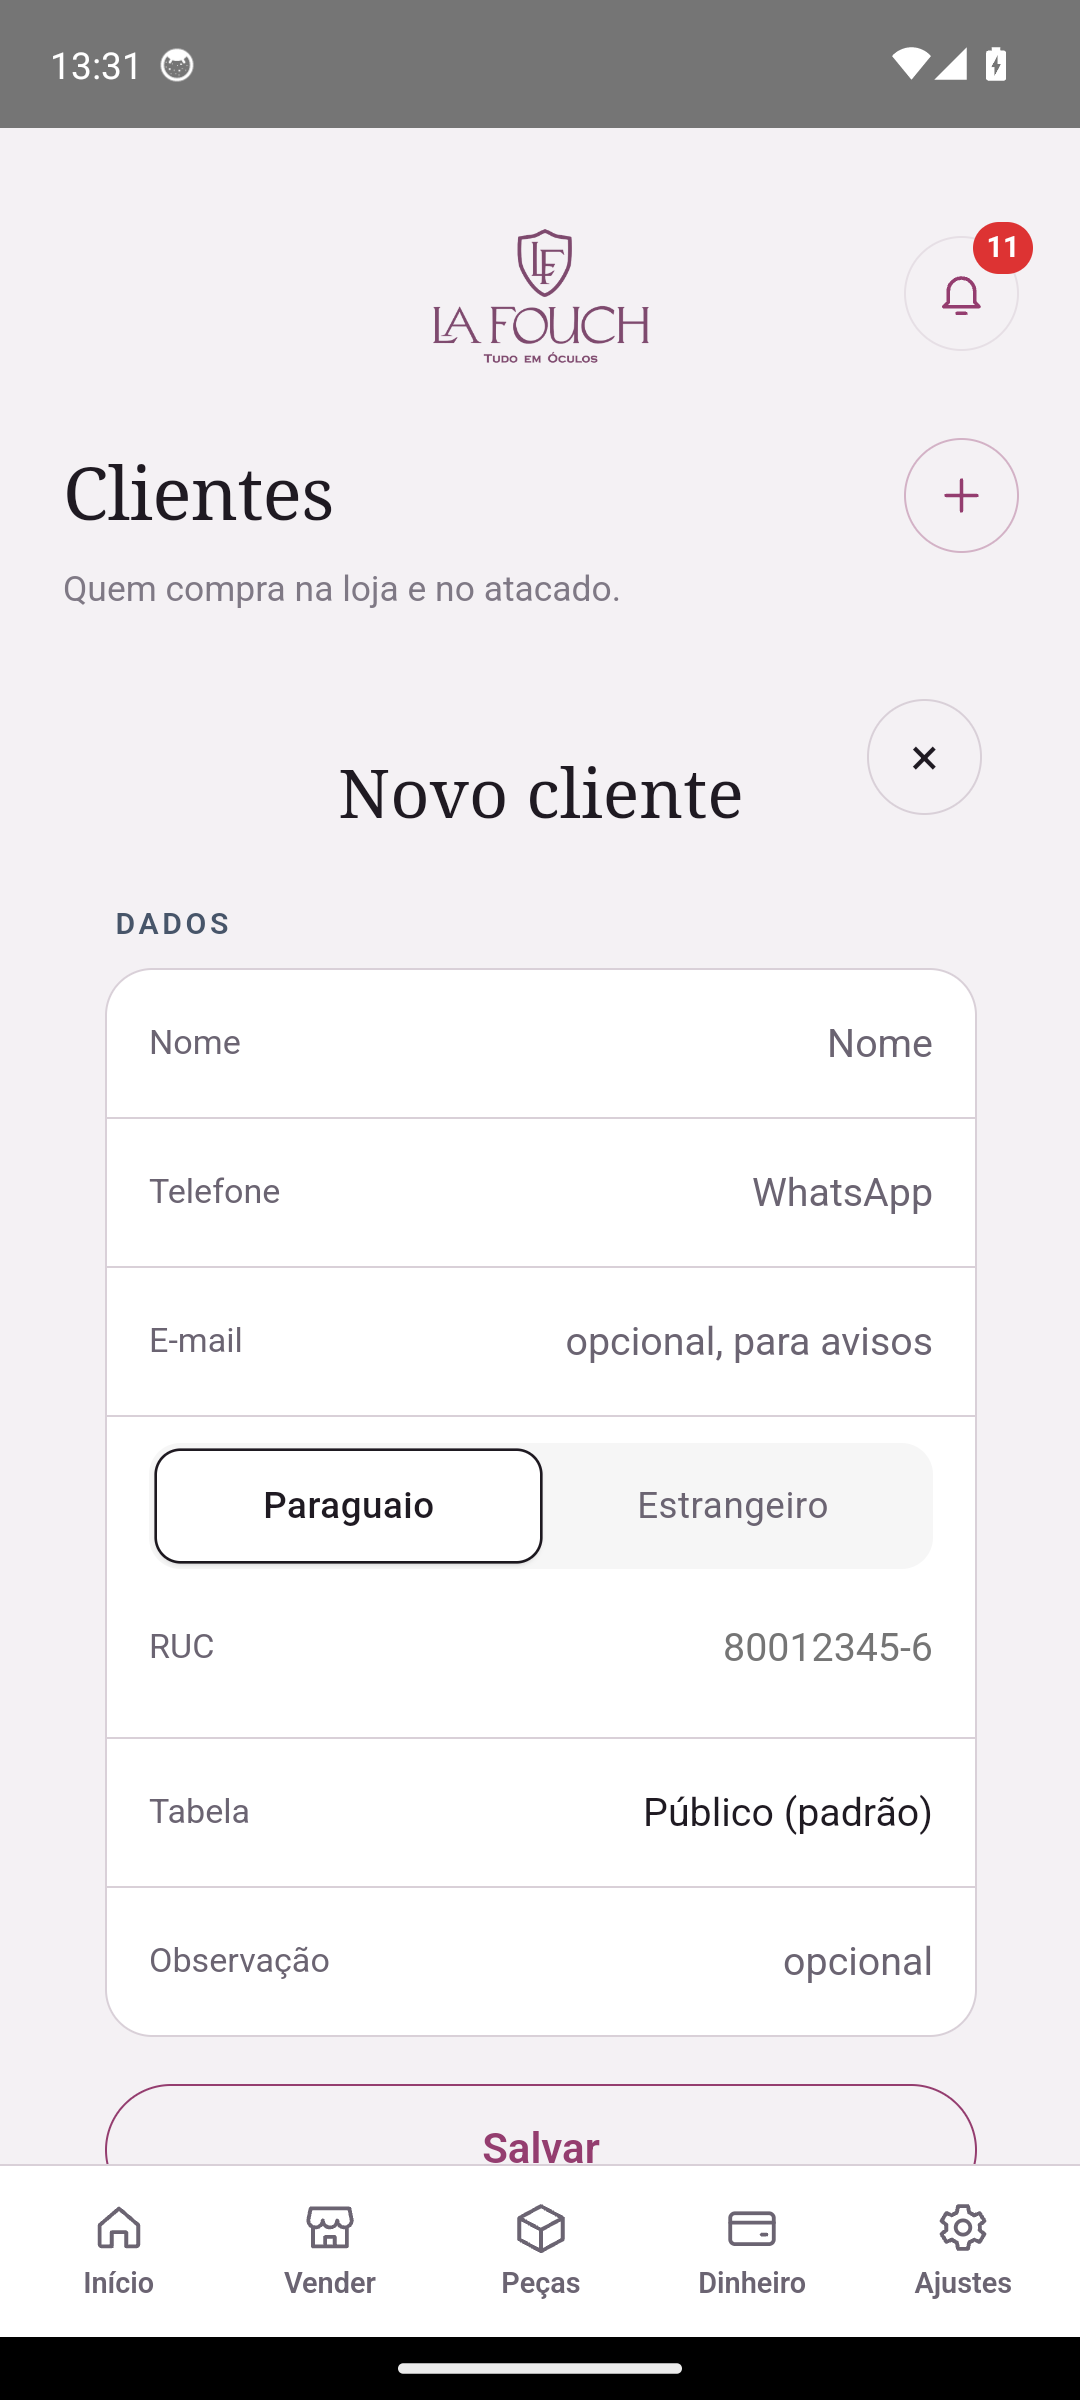 13:31
11
LF
LA FOUCH
TUDO EM ÓCULOS
Clientes
Quem compra na loja e no atacado.
Novo cliente
DADOS
Nome Nome
Telefone WhatsApp
E-mail opcional, para avisos
Paraguaio Estrangeiro
RUC 80012345-6
Tabela Público (padrão)
Observação opcional
Salvar
Início Vender Peças Dinheiro Ajustes